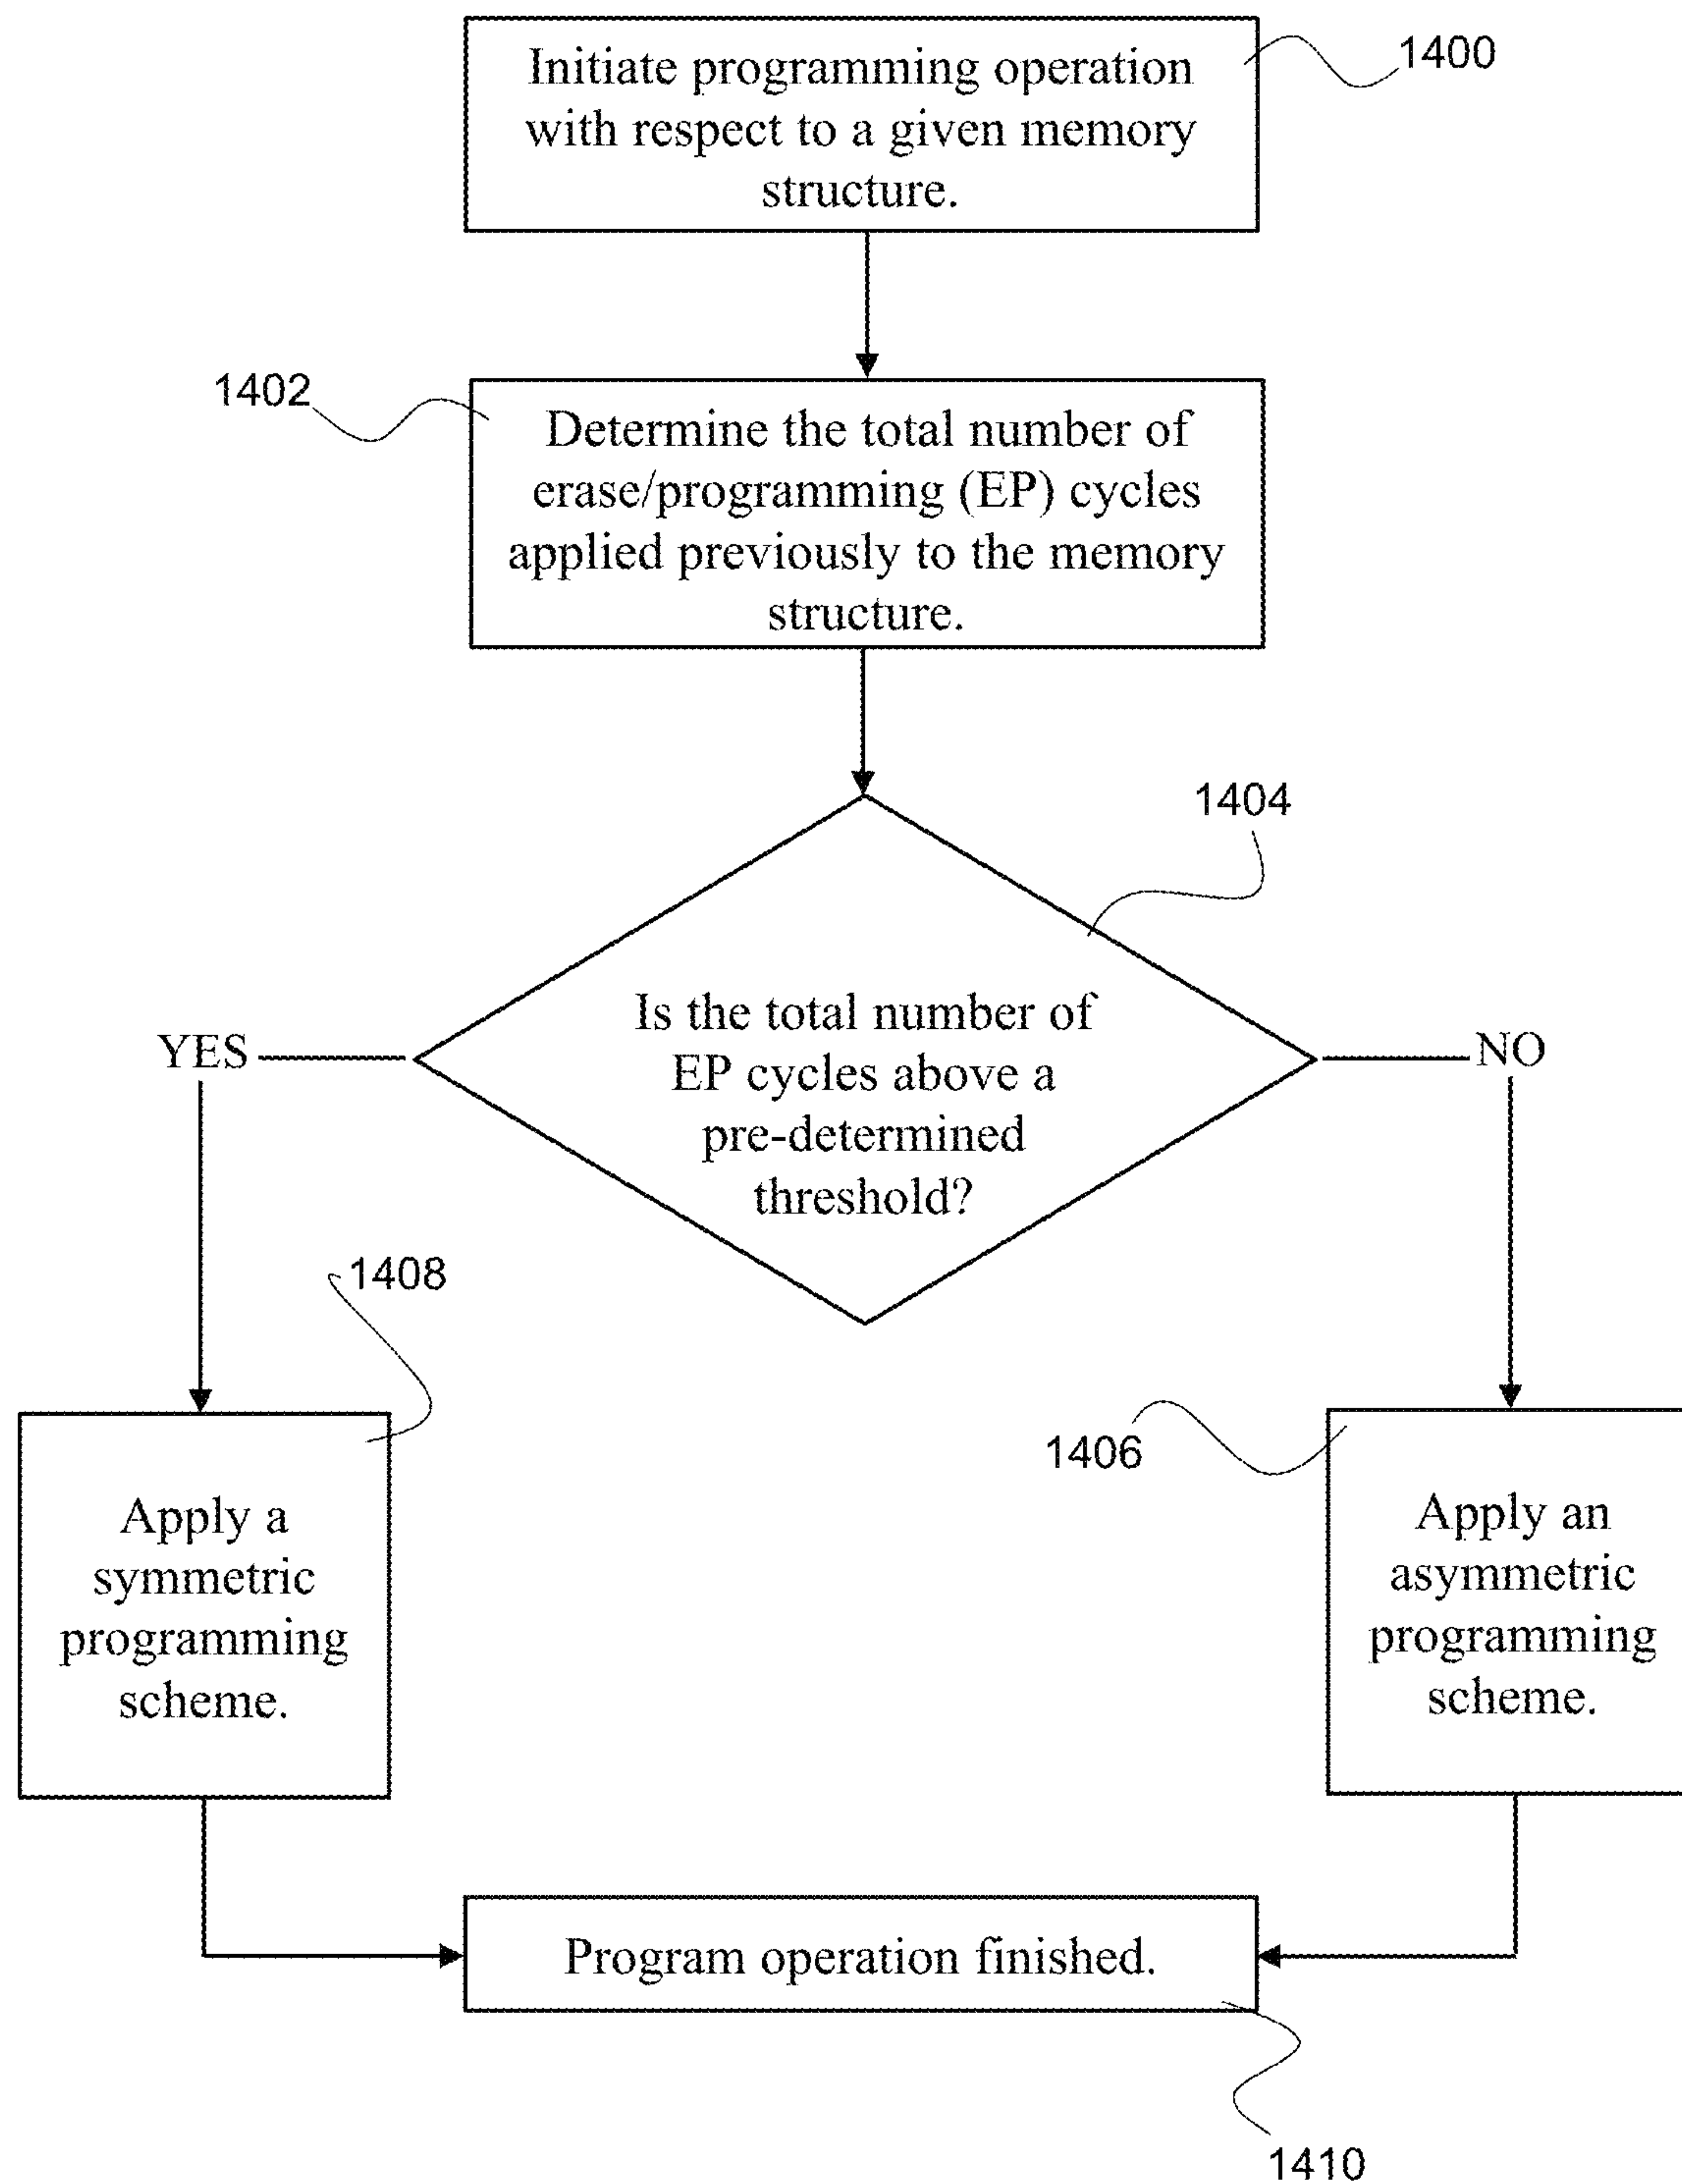 Initiate programming operation
with respect to a given memory
structure.
1400
1402
Determine the total number of
erase/programming (EP) cycles
applied previously to the memory
structure.
1404
Is the total number of
EP cycles above a
pre-determined
threshold?
YES
NO
1408
Apply a
symmetric
programming
scheme.
1406
Apply an
asymmetric
programming
scheme.
Program operation finished.
1410